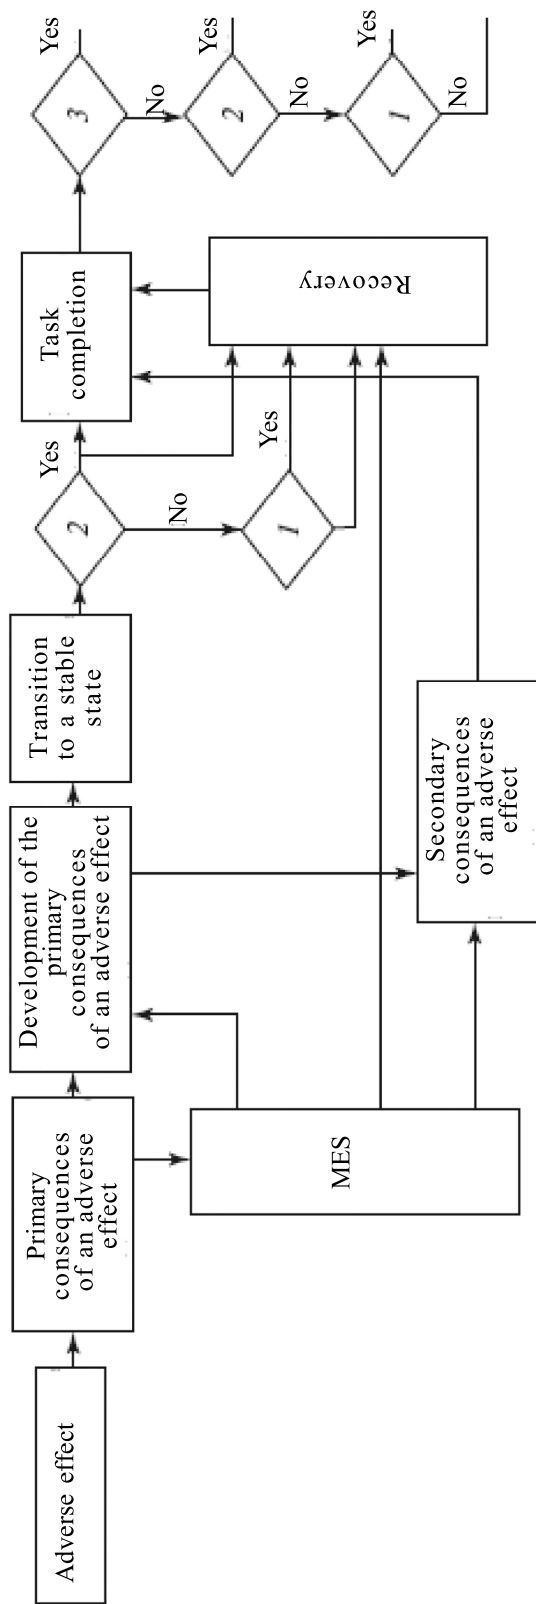 Adverse effect
Primary
consequences
of an adverse
effect
MES
Development of the
primary
consequences
of an adverse effect
Secondary
consequences
of an adverse
effect
Transition
to a stable
state
2
Yes
No
1
Yes
Task
completion
Recovery
3
Yes
No
2
Yes
No
1
Yes
No